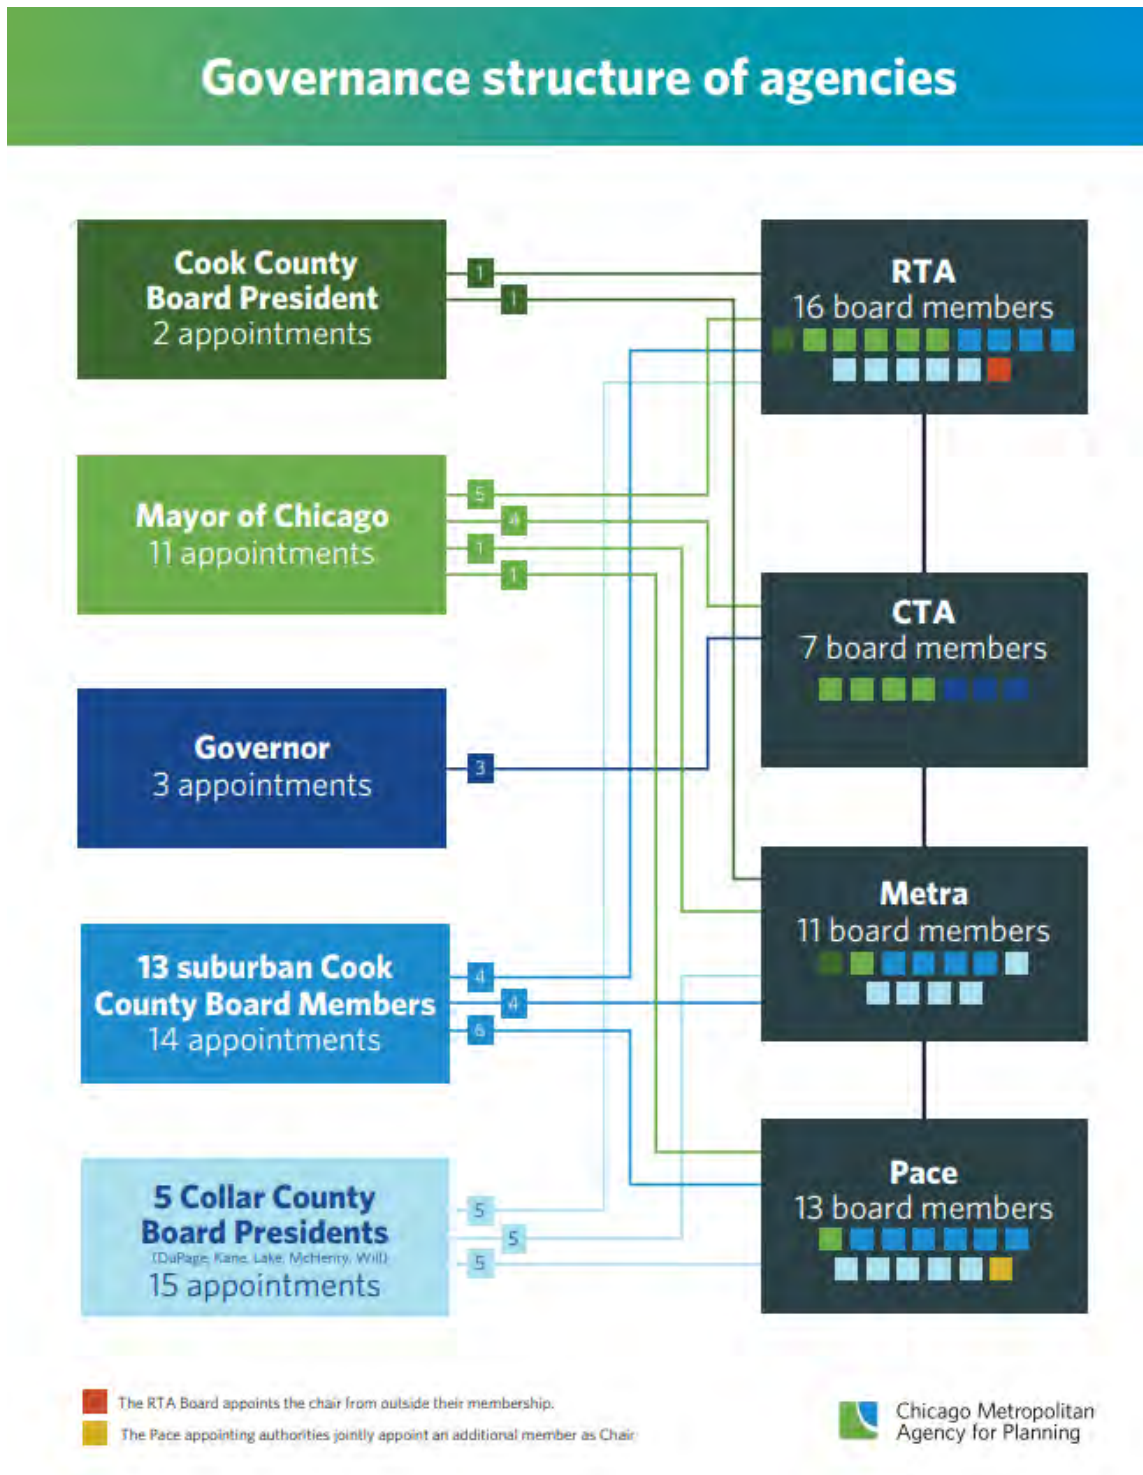 Governance structure of agencies
Cook County
Board President
2 appointments
1
1
RTA
16 board members
Mayor of Chicago
11 appointments
5
4
1
1
CTA
7 board members
Governor
3 appointments
3
Metra
11 board members
13 suburban Cook
County Board Members
14 appointments
4
4
6
Pace
13 board members
5 Collar County
Board Presidents
(DuPage, Kane, Lake, McHenry, Will)
15 appointments
5
5
5
The RTA Board appoints the chair from outside their membership.
The Pace appointing authorities jointly appoint an additional member as Chair
Chicago Metropolitan
Agency for Planning